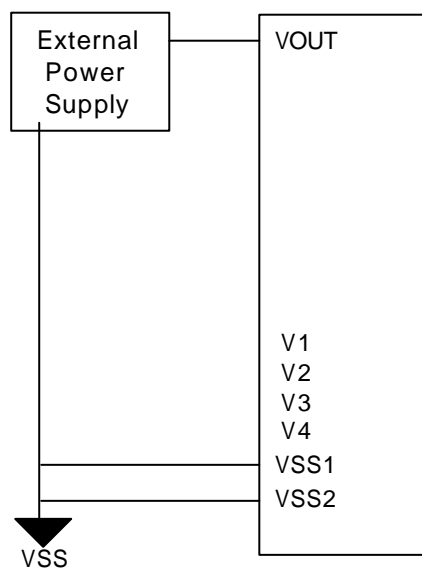 External
Power
Supply
VOUT
V1
V2
V3
V4
VSS1
VSS2
VSS